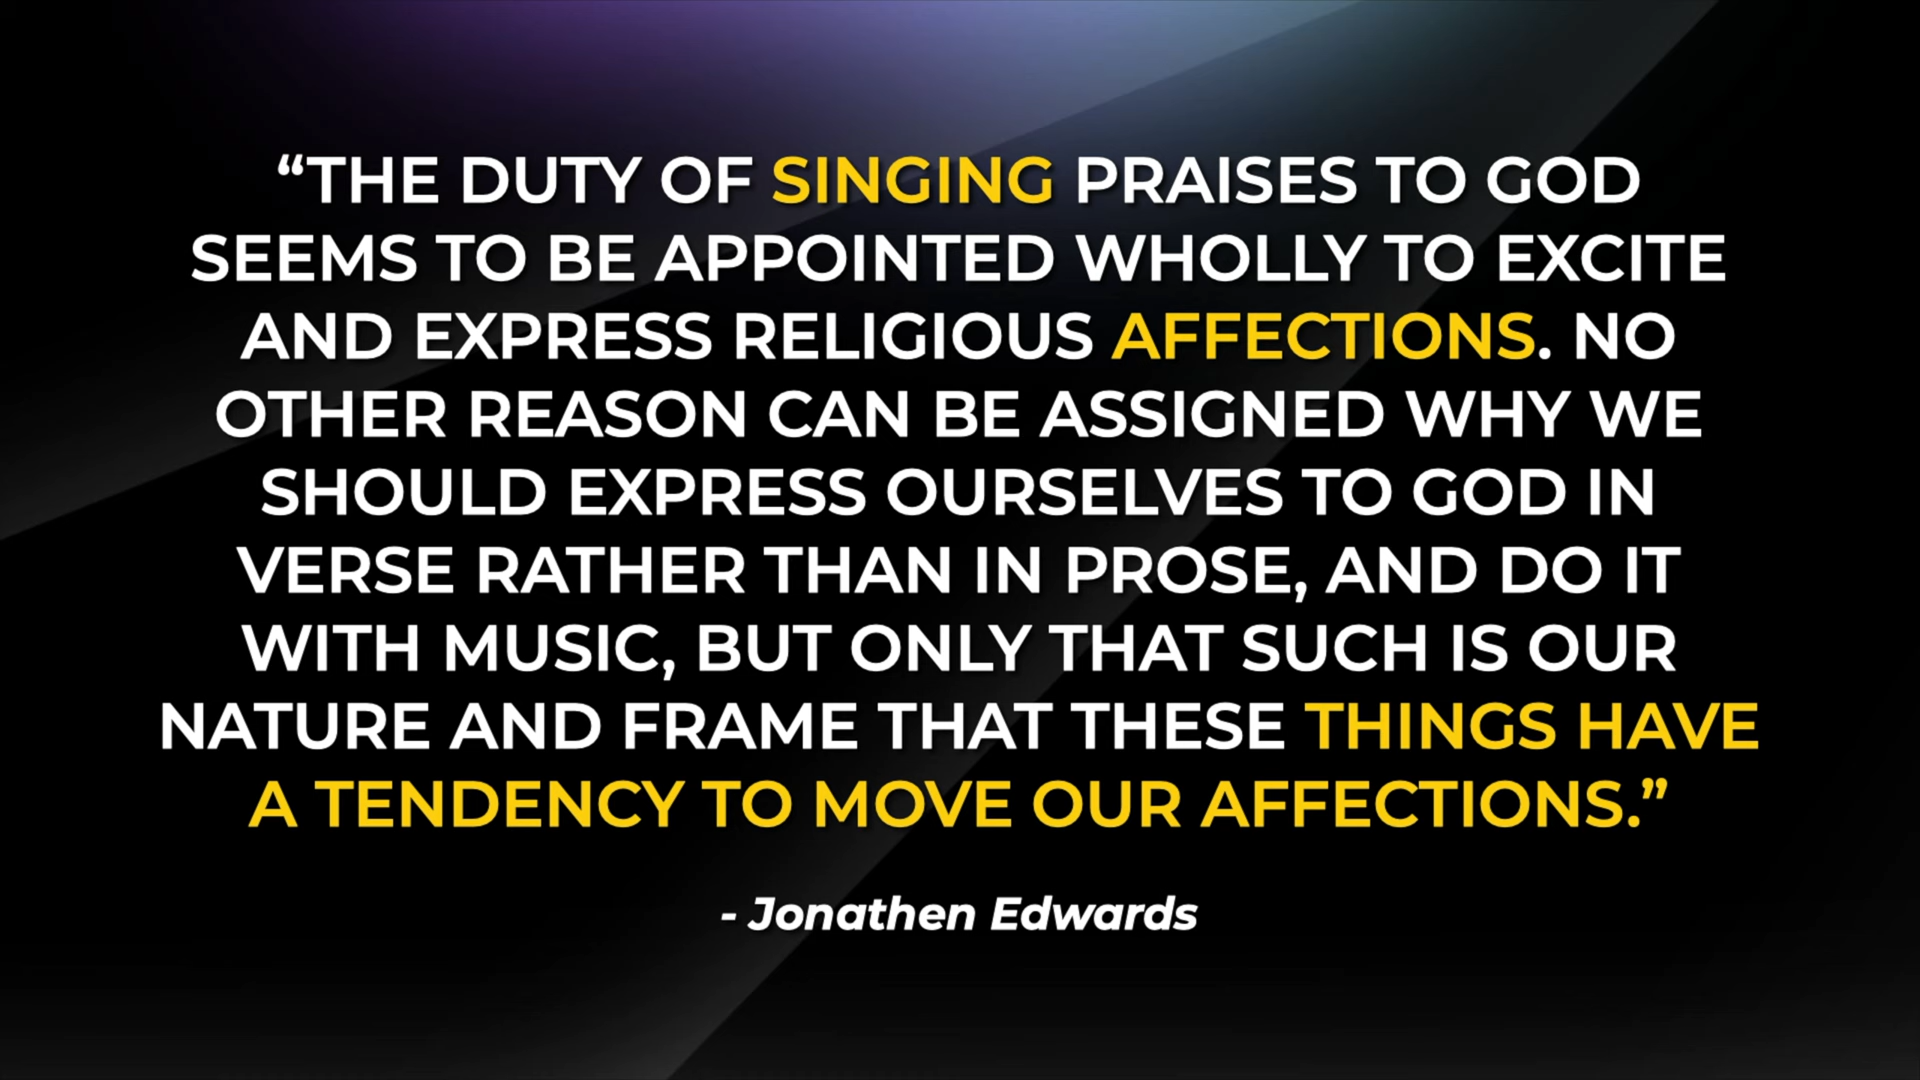 “THE DUTY OF SINGING PRAISES TO GOD
SEEMS TO BE APPOINTED WHOLLY TO EXCITE
AND EXPRESS RELIGIOUS AFFECTIONS. NO
OTHER REASON CAN BE ASSIGNED WHY WE
SHOULD EXPRESS OURSELVES TO GOD IN
VERSE RATHER THAN IN PROSE, AND DO IT
WITH MUSIC, BUT ONLY THAT SUCH IS OUR
NATURE AND FRAME THAT THESE THINGS HAVE
A TENDENCY TO MOVE OUR AFFECTIONS.”
- Jonathen Edwards